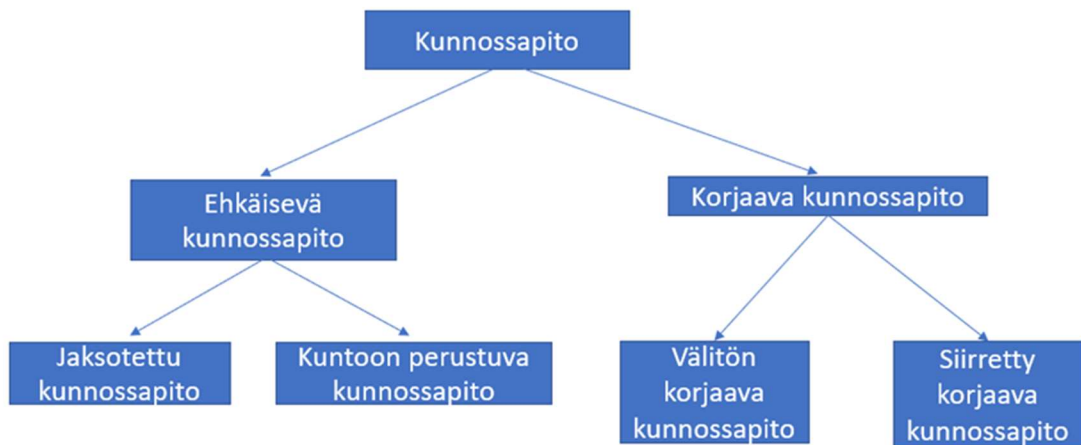 Kunnossapito
Ehkäisevä
kunnossapito
Korjaava kunnossapito
Jaksotettu
kunnossapito
Kuntoon perustuva
kunnossapito
Välitön
korjaava
kunnossapito
Siirretty
korjaava
kunnossapito